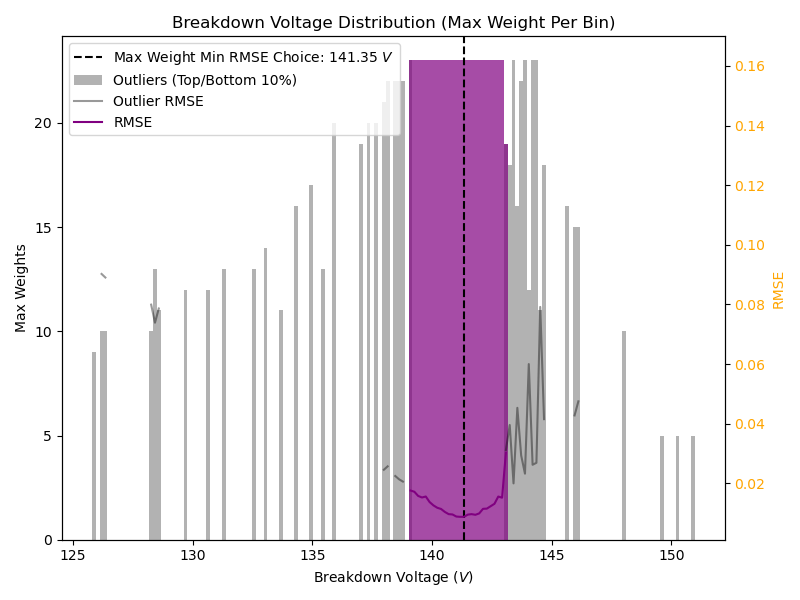 Breakdown Voltage Distribution (Max Weight Per Bin)
Max Weight Min RMSE Choice: 141.35 V
Outliers (Top/Bottom 10%)
Outlier RMSE
RMSE
Max Weights
20
15
10
5
0
0.16
0.14
0.12
0.10
0.08
0.06
0.04
0.02
RMSE
125 130 135 140 145 150
Breakdown Voltage (V)